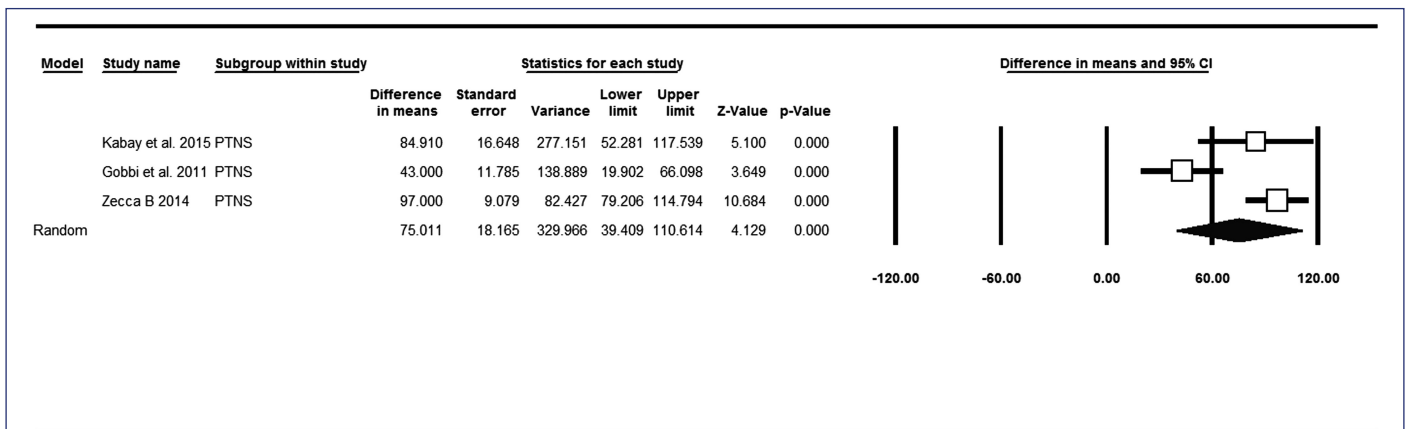 Model Study name Subgroup within study Statistics for each study Difference in means and 95% CI
Difference in means Standard error Variance Lower limit Upper limit Z-Value p-Value
Kabay et al. 2015 PTNS 84.910 16.648 277.151 52.281 117.539 5.100 0.000
Gobbi et al. 2011 PTNS 43.000 11.785 138.889 19.902 66.098 3.649 0.000
Zecca B 2014 PTNS 97.000 9.079 82.427 79.206 114.794 10.684 0.000
Random 75.011 18.165 329.966 39.409 110.614 4.129 0.000
-120.00 -60.00 0.00 60.00 120.00